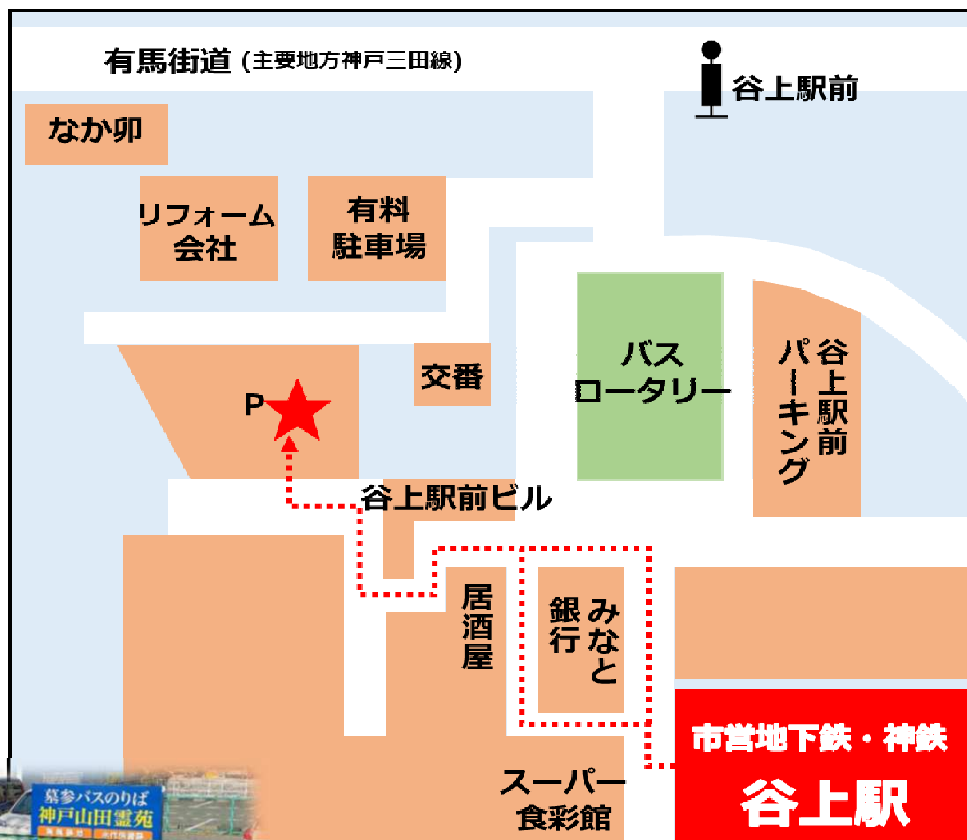 有馬街道 (主要地方神戸三田線)
谷上駅前
なか卯
リフォーム
会社
有料
駐車場
交番
バス
ロータリー
谷上駅前
パーキング
P
谷上駅前ビル
居酒屋
みなと
銀行
市営地下鉄・神鉄
谷上駅
スーパー
食彩館
墓参バスのりば
神戸山田霊苑